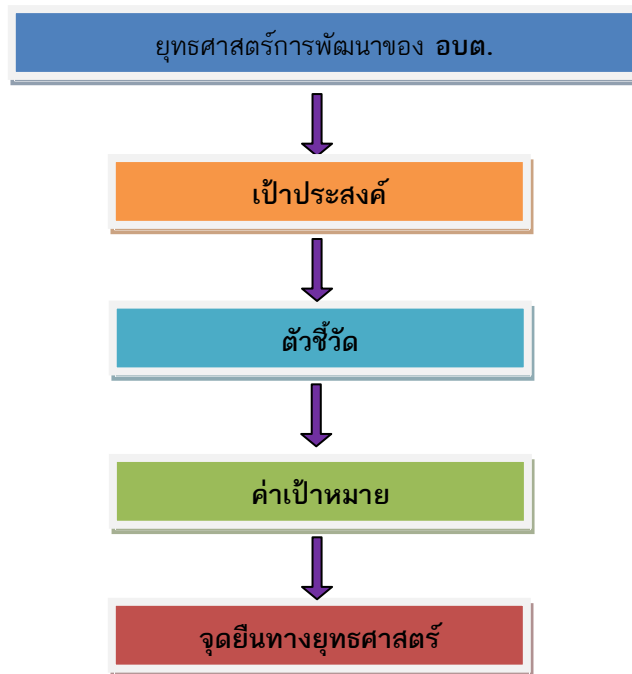 ยุทธศาสตร์การพัฒนาของ อบต.
เป้าประสงค์
ตัวชี้วัด
ค่าเป้าหมาย
จุดยืนทางยุทธศาสตร์